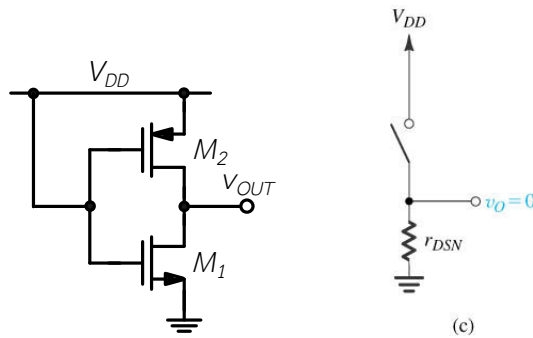 V_DD
M_2
v_OUT
M_1
V_DD
v_O = 0
r_DSN
(c)